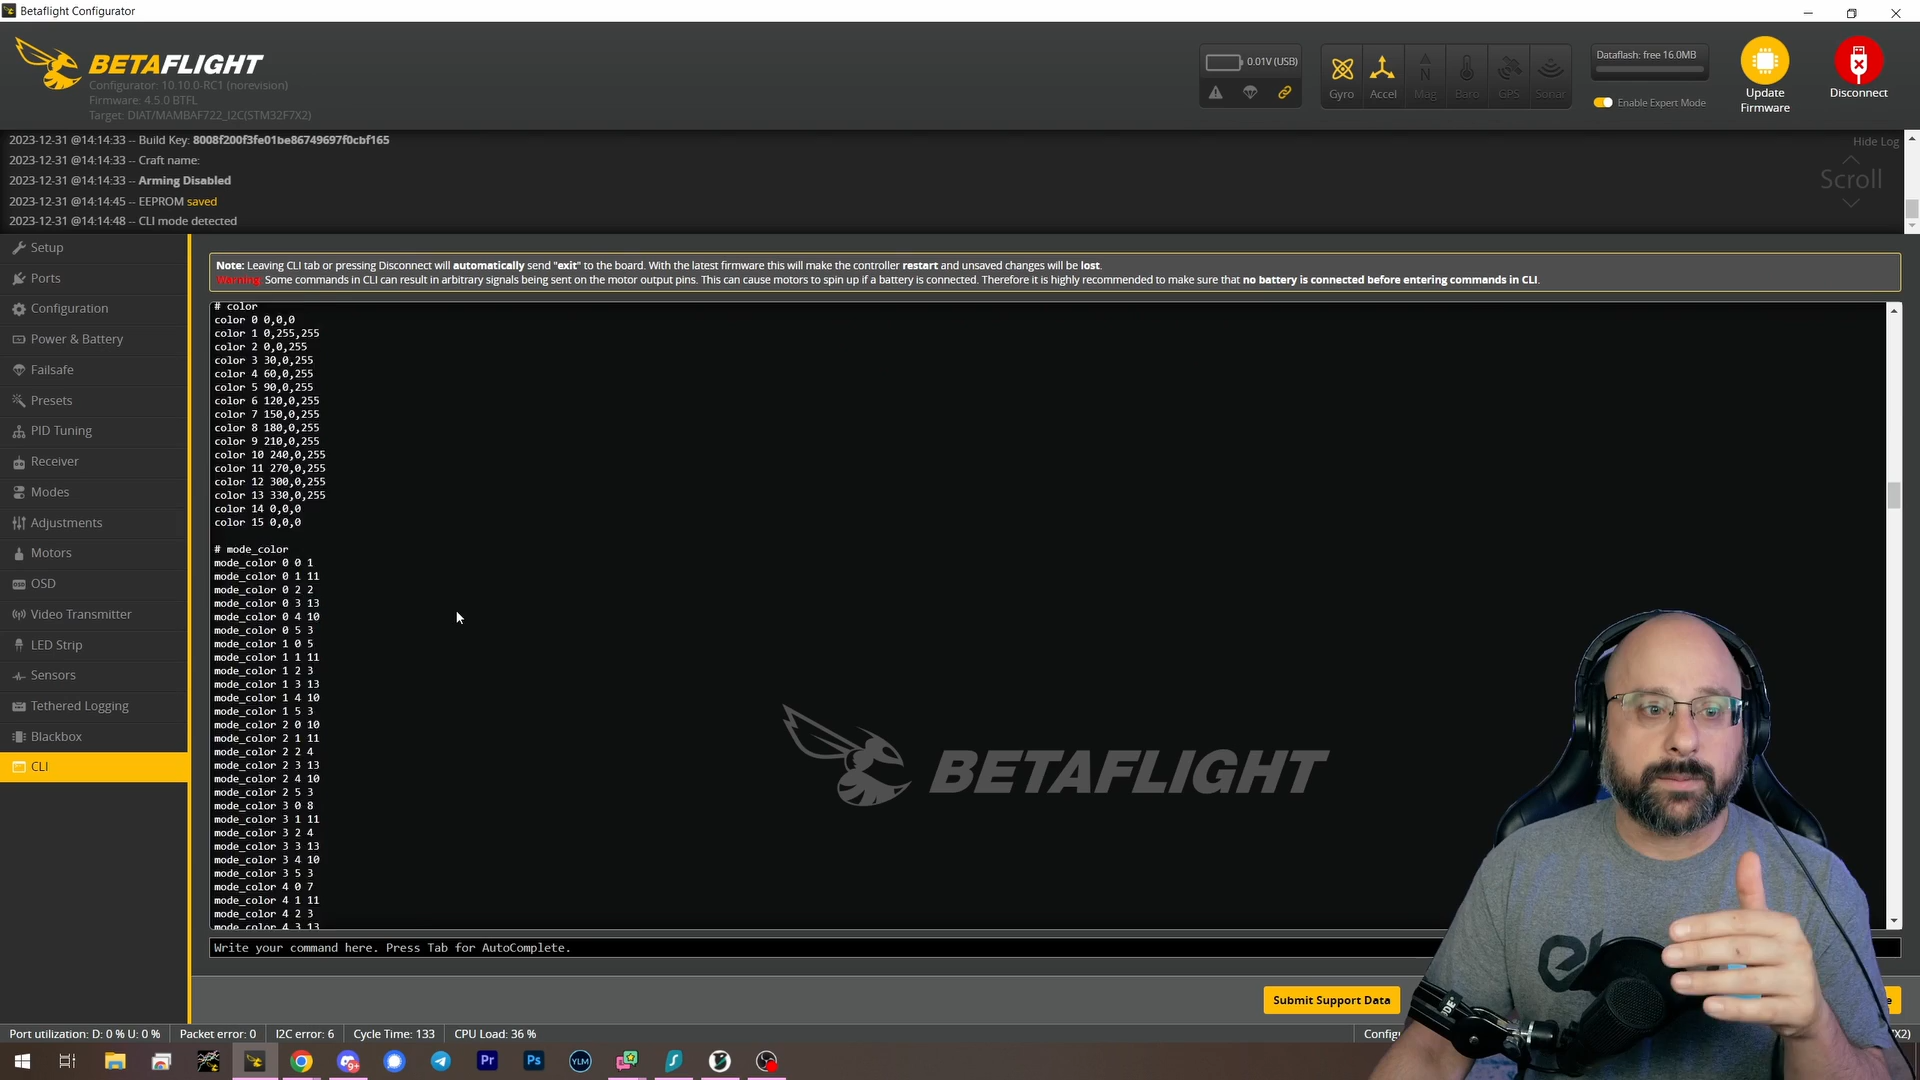 Betaflight Configurator
BETAFLIGHT
Configurator: 10.10.0-RC1 (norevision)
Firmware: 4.5.0 BTFL
Target: DIAT/MAMBAF722_I2C(STM32F7X2)
0.01V (USB)
Gyro
Accel
Mag
Baro
GPS
Sonar
Dataflash: free 16.0MB
Enable Expert Mode
Update
Firmware
Disconnect
2023-12-31 @14:14:33 -- Build Key: 8008f200f3fe01be86749697f0cbf165
2023-12-31 @14:14:33 -- Craft name:
2023-12-31 @14:14:33 -- Arming Disabled
2023-12-31 @14:14:45 -- EEPROM saved
2023-12-31 @14:14:48 -- CLI mode detected
Hide Log
Scroll
Setup
Ports
Configuration
Power & Battery
Failsafe
Presets
PID Tuning
Receiver
Modes
Adjustments
Motors
OSD
Video Transmitter
LED Strip
Sensors
Tethered Logging
Blackbox
CLI
Note: Leaving CLI tab or pressing Disconnect will automatically send "exit" to the board. With the latest firmware this will make the controller restart and unsaved changes will be lost.
Warning: Some commands in CLI can result in arbitrary signals being sent on the motor output pins. This can cause motors to spin up if a battery is connected. Therefore it is highly recommended to make sure that no battery is connected before entering commands in CLI.
# color
color 0 0,0,0
color 1 0,255,255
color 2 0,0,255
color 3 30,0,255
color 4 60,0,255
color 5 90,0,255
color 6 120,0,255
color 7 150,0,255
color 8 180,0,255
color 9 210,0,255
color 10 240,0,255
color 11 270,0,255
color 12 300,0,255
color 13 330,0,255
color 14 0,0,0
color 15 0,0,0
# mode_color
mode_color 0 0 1
mode_color 0 1 11
mode_color 0 2 2
mode_color 0 3 13
mode_color 0 4 10
mode_color 0 5 3
mode_color 1 0 5
mode_color 1 1 11
mode_color 1 2 3
mode_color 1 3 13
mode_color 1 4 10
mode_color 1 5 3
mode_color 2 0 10
mode_color 2 1 11
mode_color 2 2 4
mode_color 2 3 13
mode_color 2 4 10
mode_color 2 5 3
mode_color 3 0 8
mode_color 3 1 11
mode_color 3 2 4
mode_color 3 3 13
mode_color 3 4 10
mode_color 3 5 3
mode_color 4 0 7
mode_color 4 1 11
mode_color 4 2 3
mode_color 4 3 13
BETAFLIGHT
Write your command here. Press Tab for AutoComplete.
Submit Support Data
Port utilization: D: 0 % U: 0 %
Packet error: 0
I2C error: 6
Cycle Time: 133
CPU Load: 36 %
X2)
9+
Pr
Ps
YLM